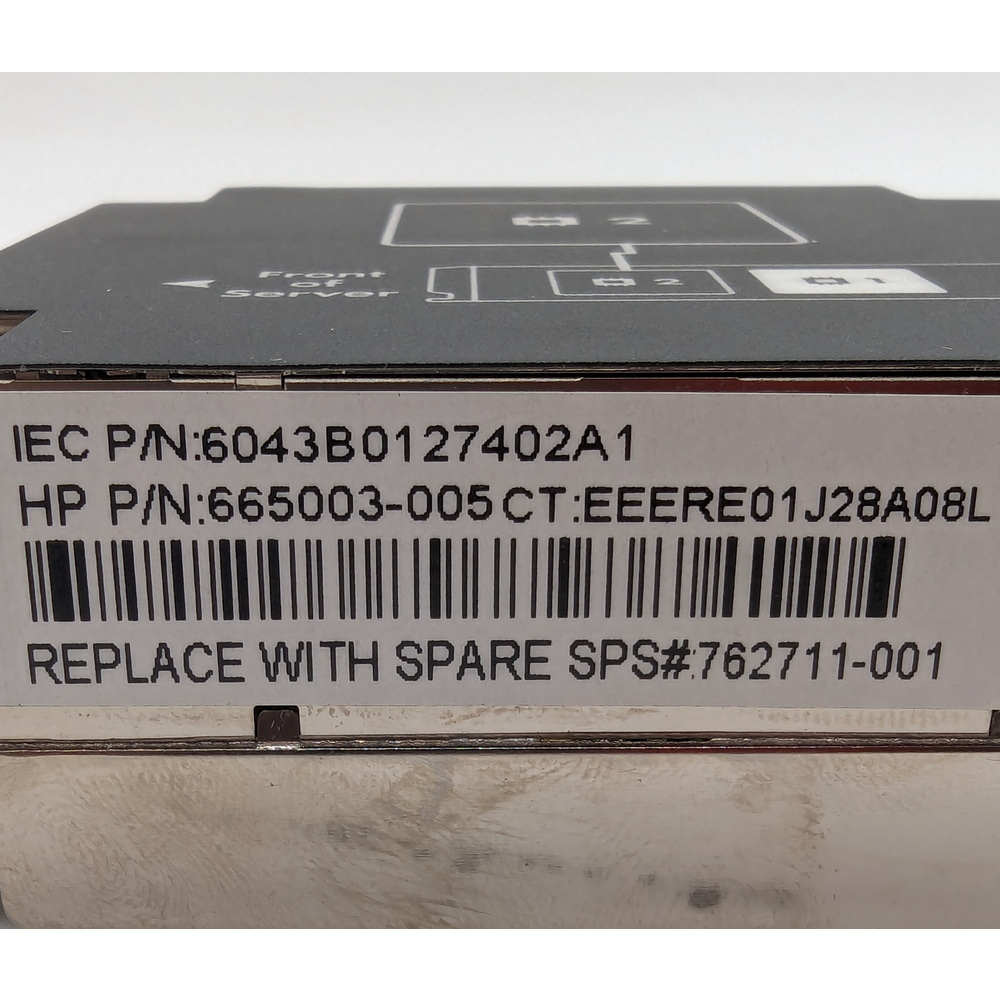 2
Front
of
Server
2
1
IEC P/N:6043B0127402A1
HP P/N:665003-005 CT:EEERE01J28A08L
REPLACE WITH SPARE SPS#:762711-001